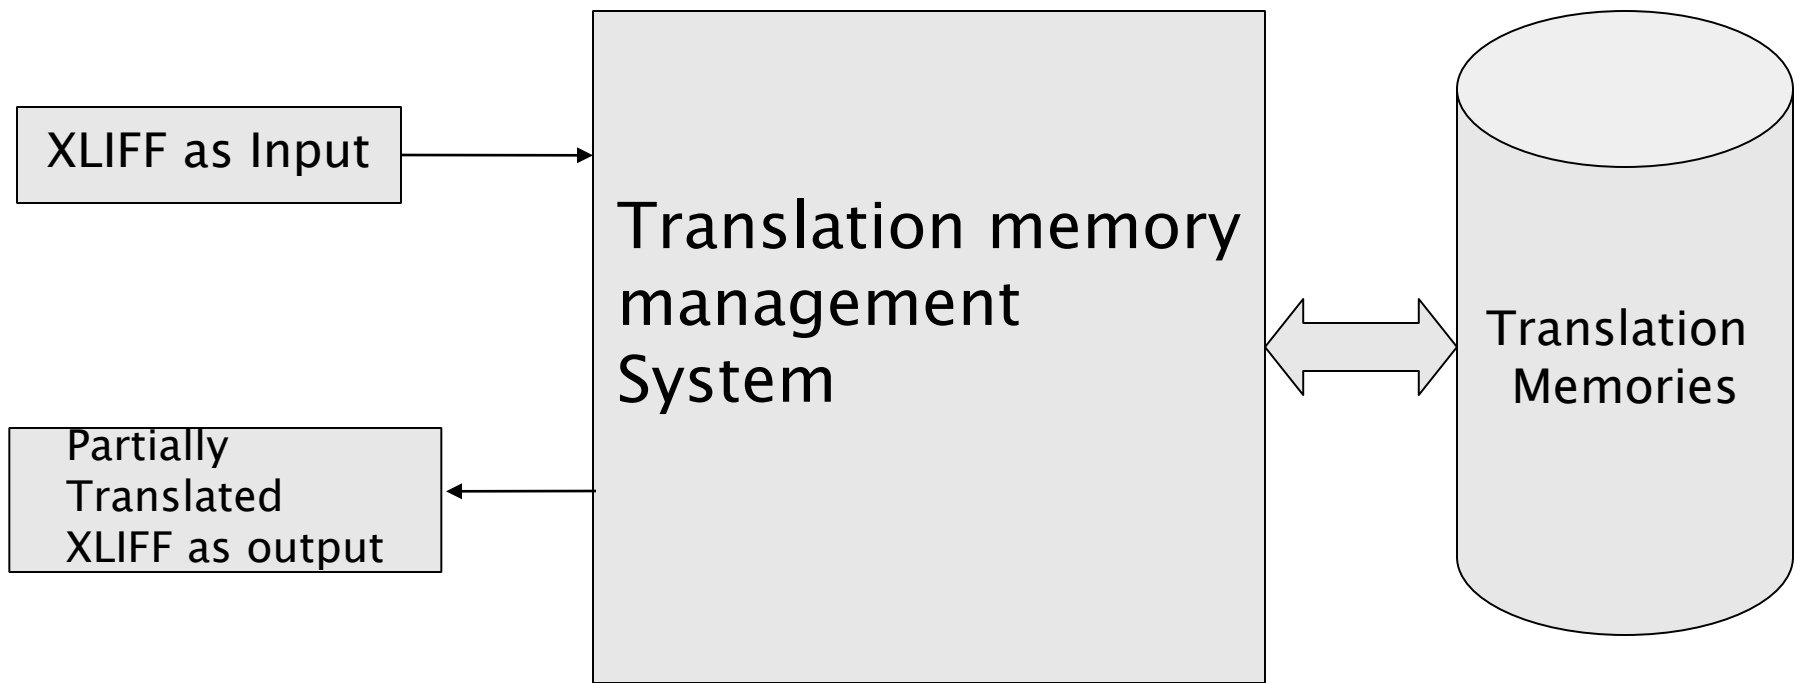 XLIFF as Input
Translation memory
management
System
Partially
Translated
XLIFF as output
Translation
Memories